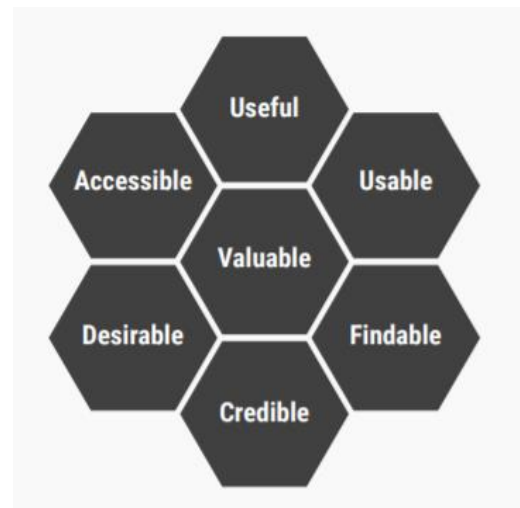 Useful
Accessible
Usable
Valuable
Desirable
Findable
Credible